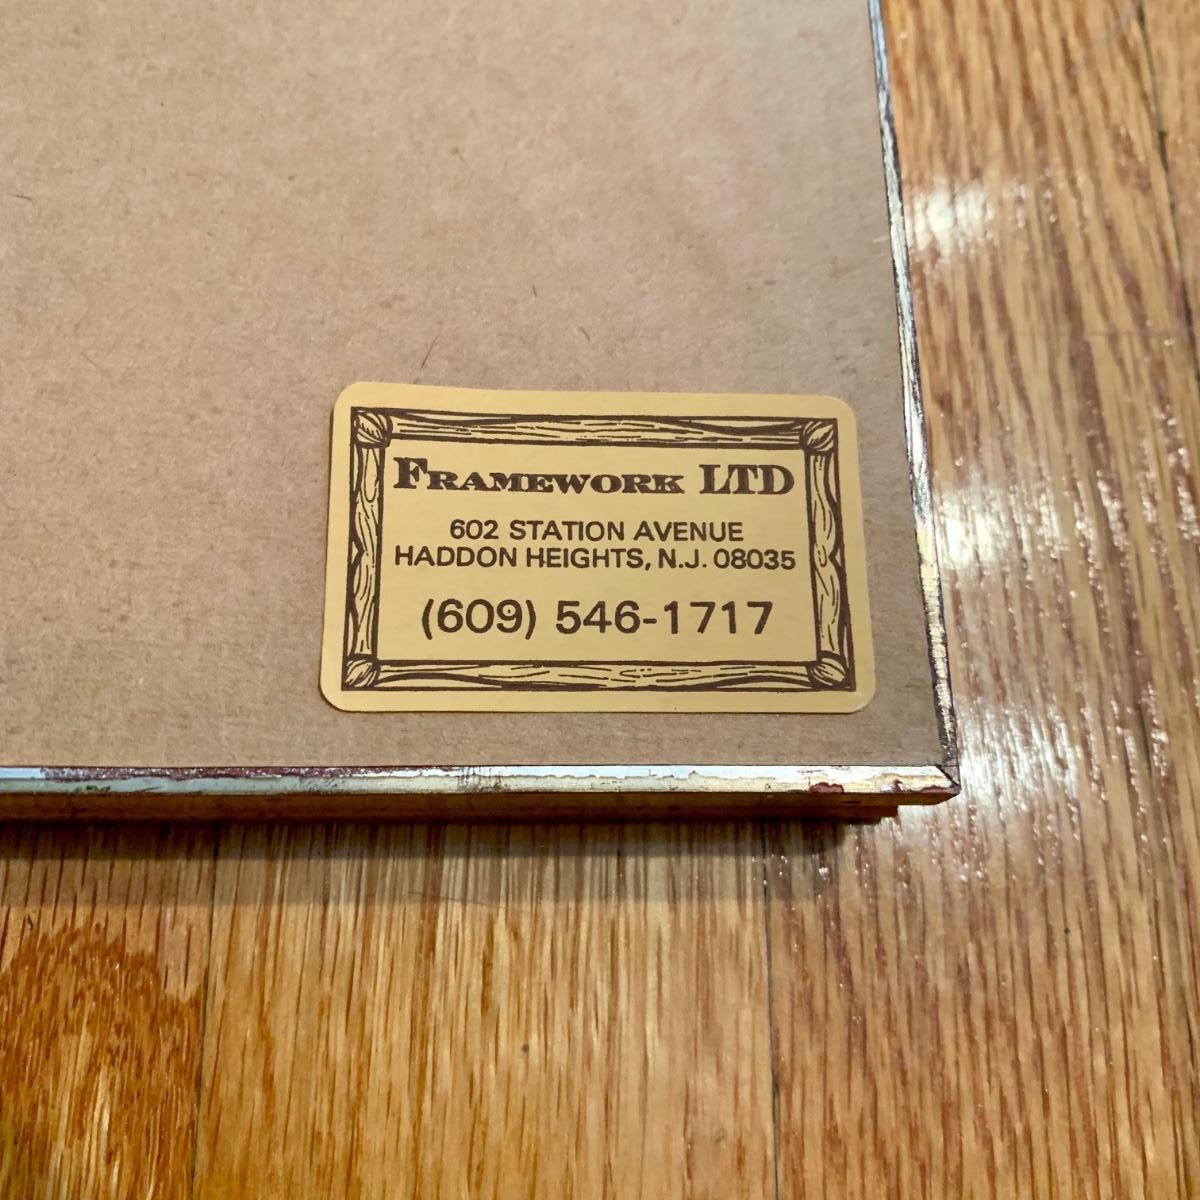 FRAMEWORK LTD
602 STATION AVENUE
HADDON HEIGHTS, N.J. 08035
(609) 546-1717